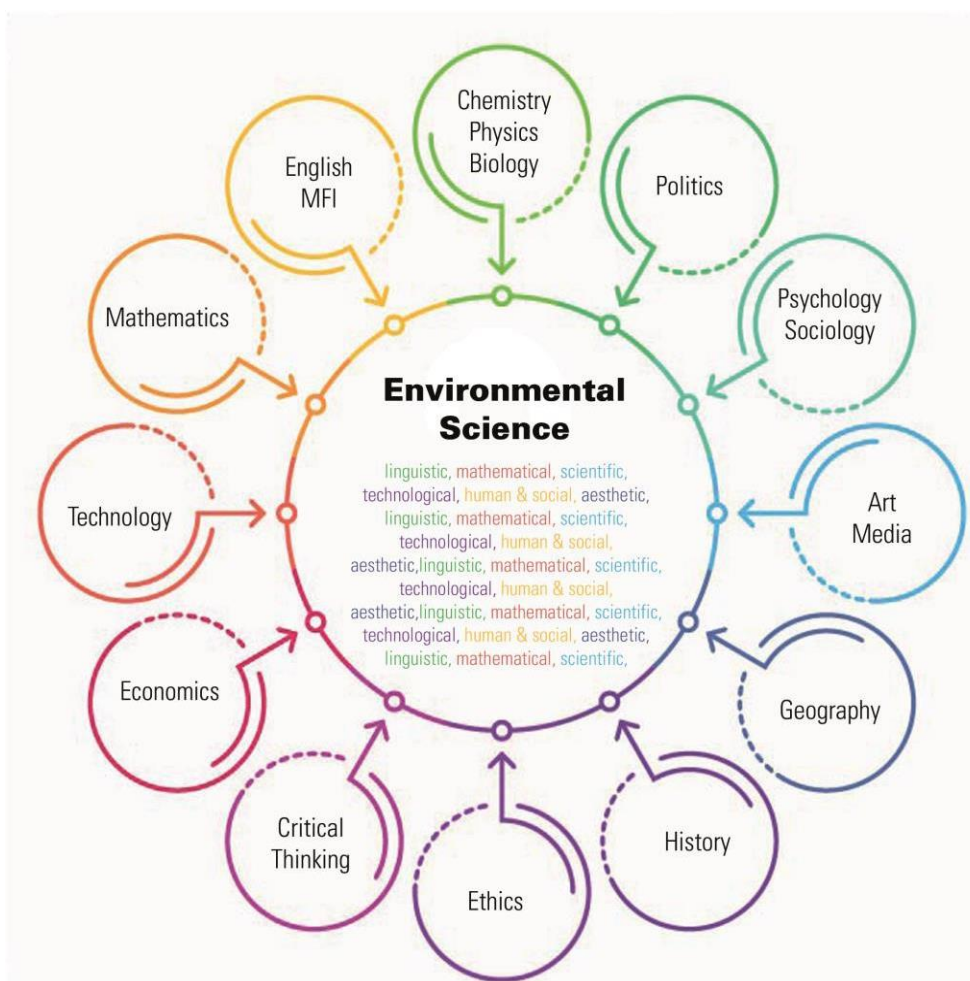 Chemistry
Physics
Biology
English
MFI
Politics
Mathematics
Psychology
Sociology
Environmental
Science
linguistic, mathematical, scientific,
technological, human & social, aesthetic,
linguistic, mathematical, scientific,
technological, human & social,
aesthetic,linguistic, mathematical, scientific,
technological, human & social,
aesthetic,linguistic, mathematical, scientific,
technological, human & social, aesthetic,
linguistic, mathematical, scientific,
Technology
Art
Media
Economics
Geography
Critical
Thinking
History
Ethics